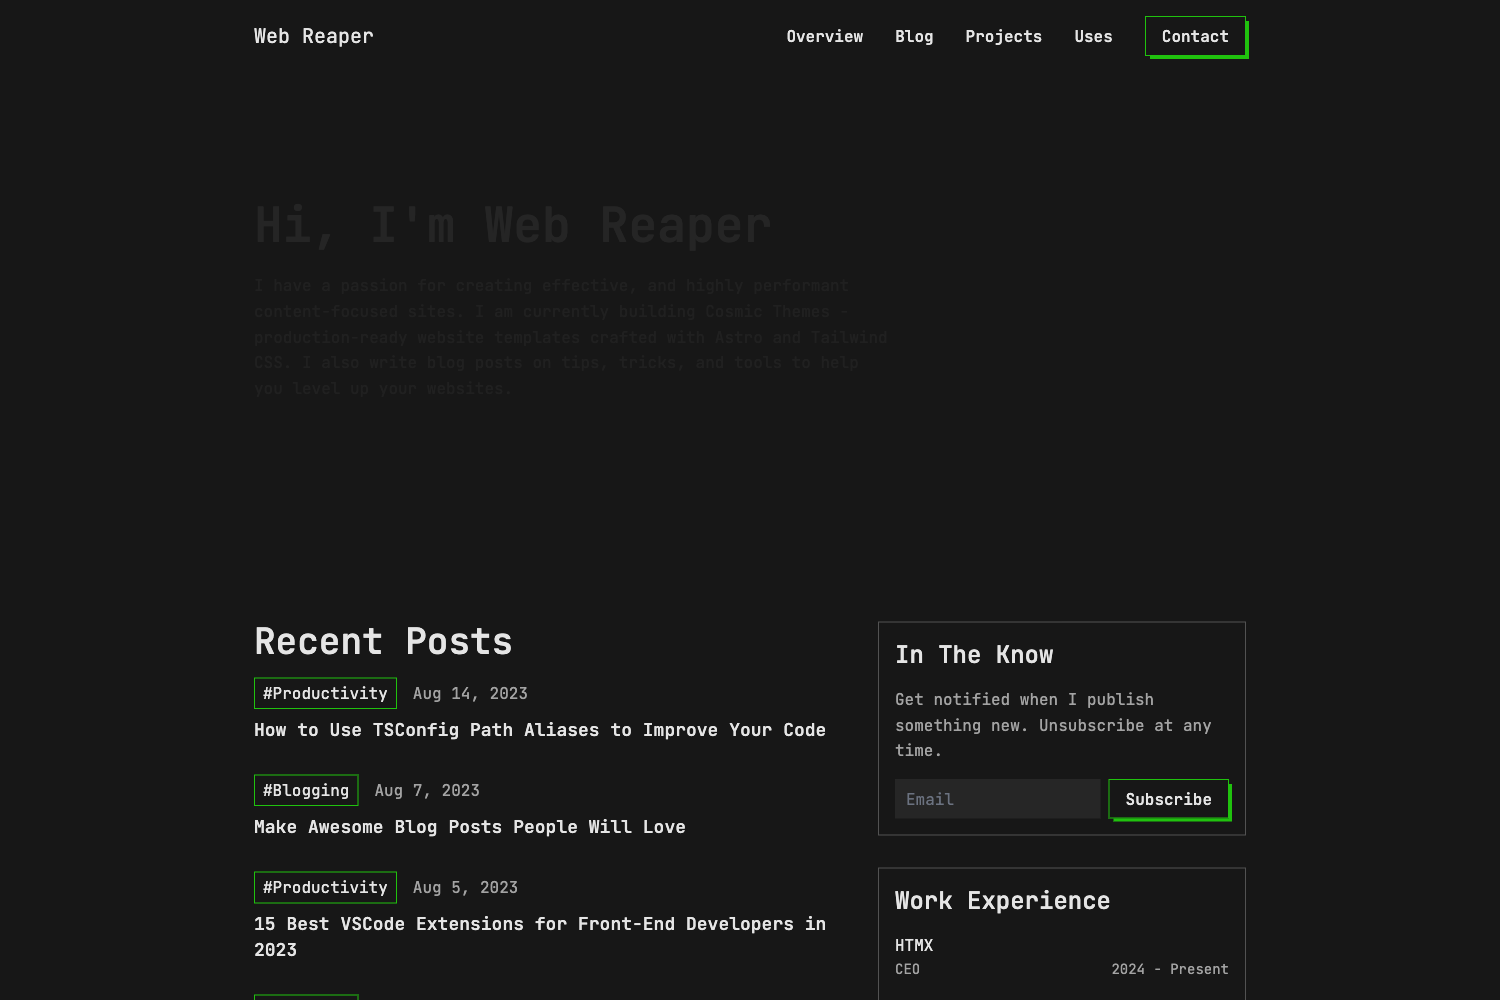 Web Reaper
Overview
Blog
Projects
Uses
Contact
Hi, I'm Web Reaper
I have a passion for creating effective, and highly performant
content-focused sites. I am currently building Cosmic Themes -
production-ready website templates crafted with Astro and Tailwind
CSS. I also write blog posts on tips, tricks, and tools to help
you level up your websites.
Recent Posts
#Productivity Aug 14, 2023
How to Use TSConfig Path Aliases to Improve Your Code
#Blogging Aug 7, 2023
Make Awesome Blog Posts People Will Love
#Productivity Aug 5, 2023
15 Best VSCode Extensions for Front-End Developers in
2023
In The Know
Get notified when I publish
something new. Unsubscribe at any
time.
Email
Subscribe
Work Experience
HTMX
CEO
2024 - Present